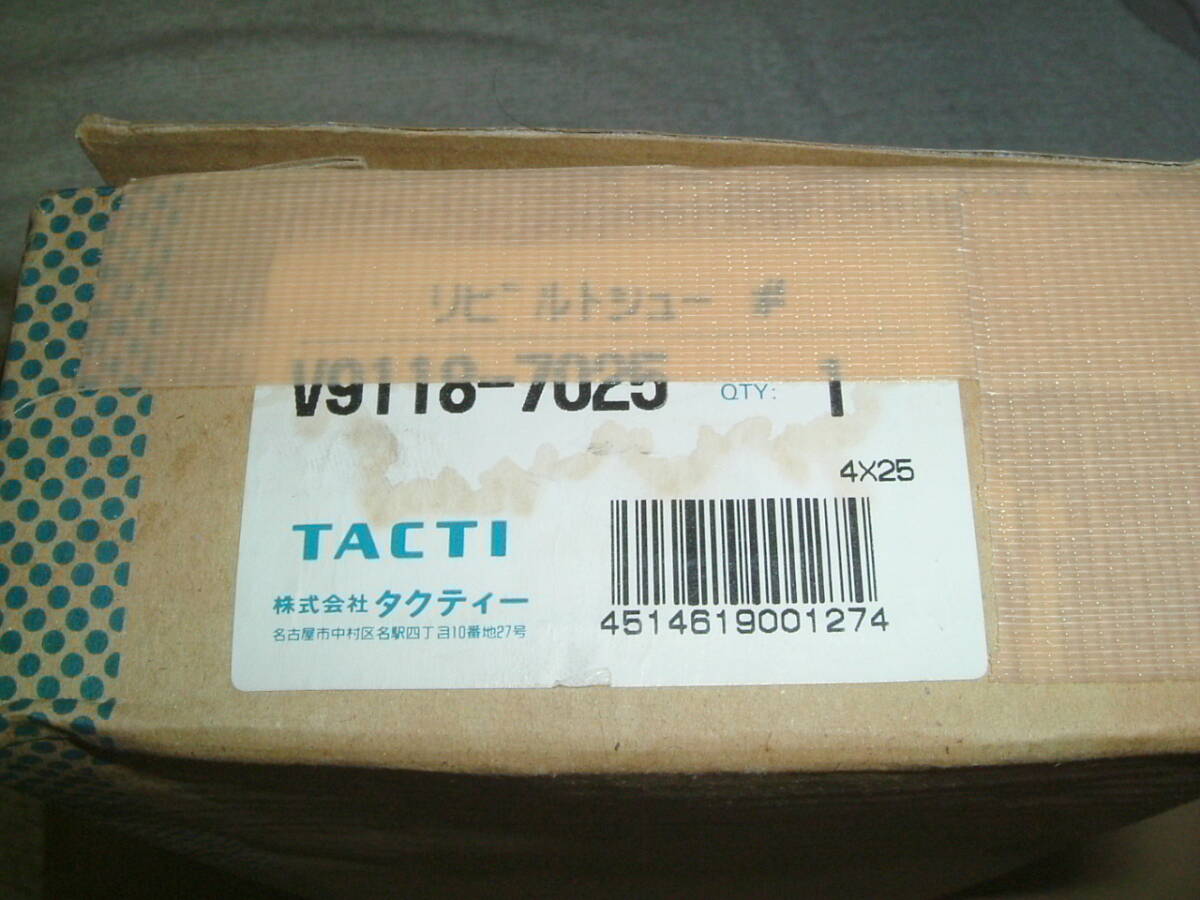 リビルトシュー #
V9118-7025 QTY: 1
4X25
TACTI
株式会社 タクティー
名古屋市中村区名駅四丁目10番地27号
4514619001274